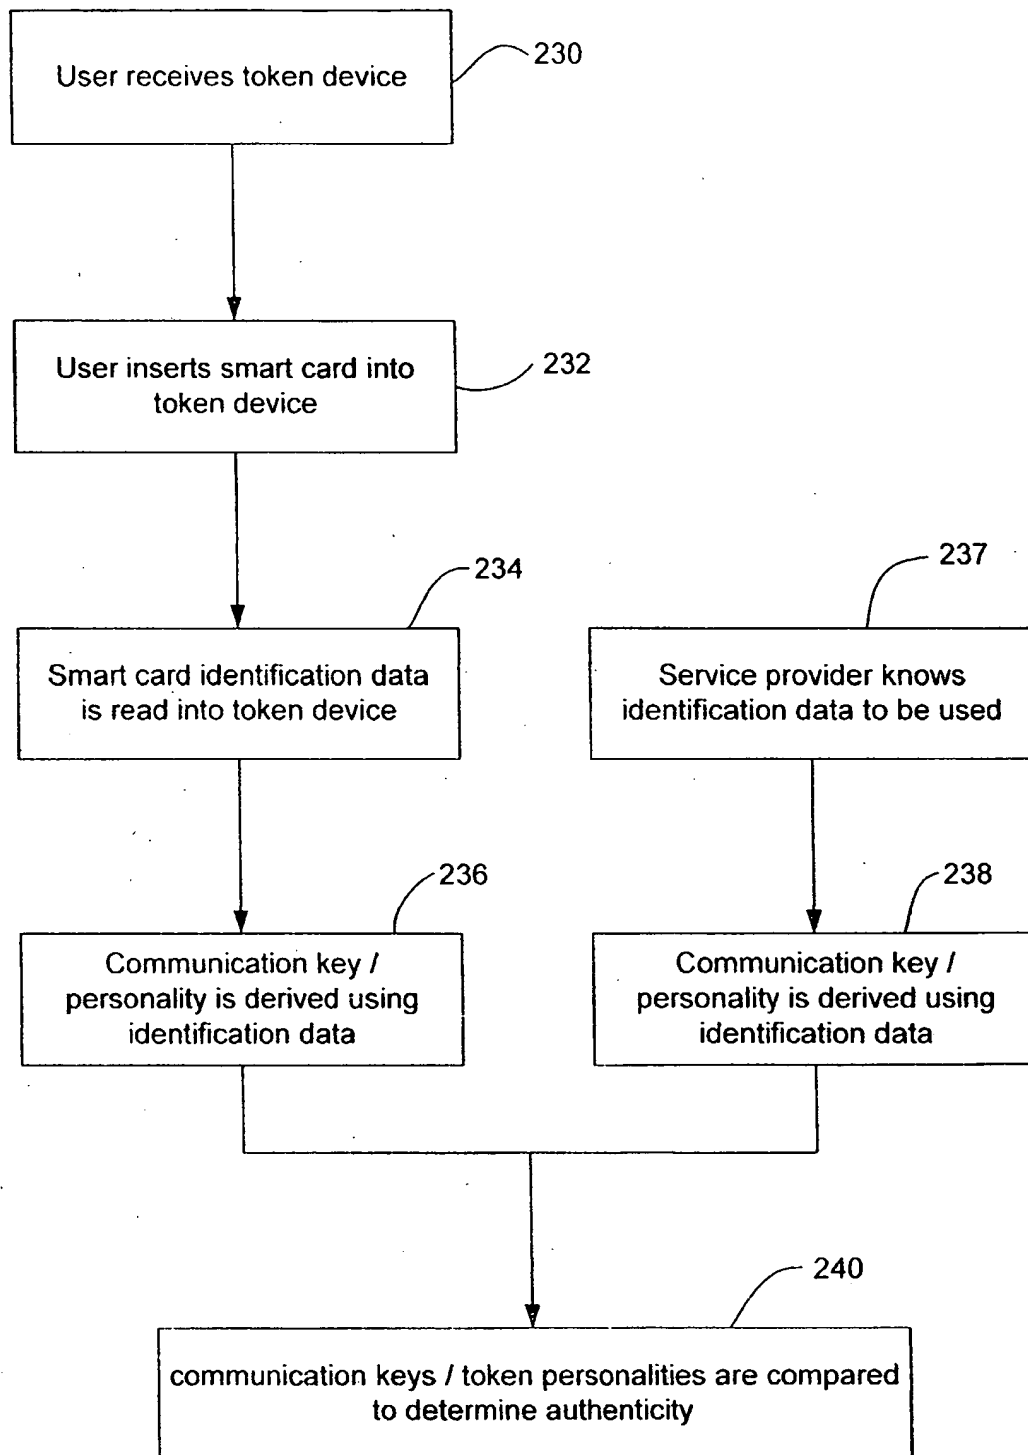 User receives token device
230
User inserts smart card into
token device
232
234
237
Smart card identification data
is read into token device
Service provider knows
identification data to be used
236
238
Communication key /
personality is derived using
identification data
Communication key /
personality is derived using
identification data
240
communication keys / token personalities are compared
to determine authenticity